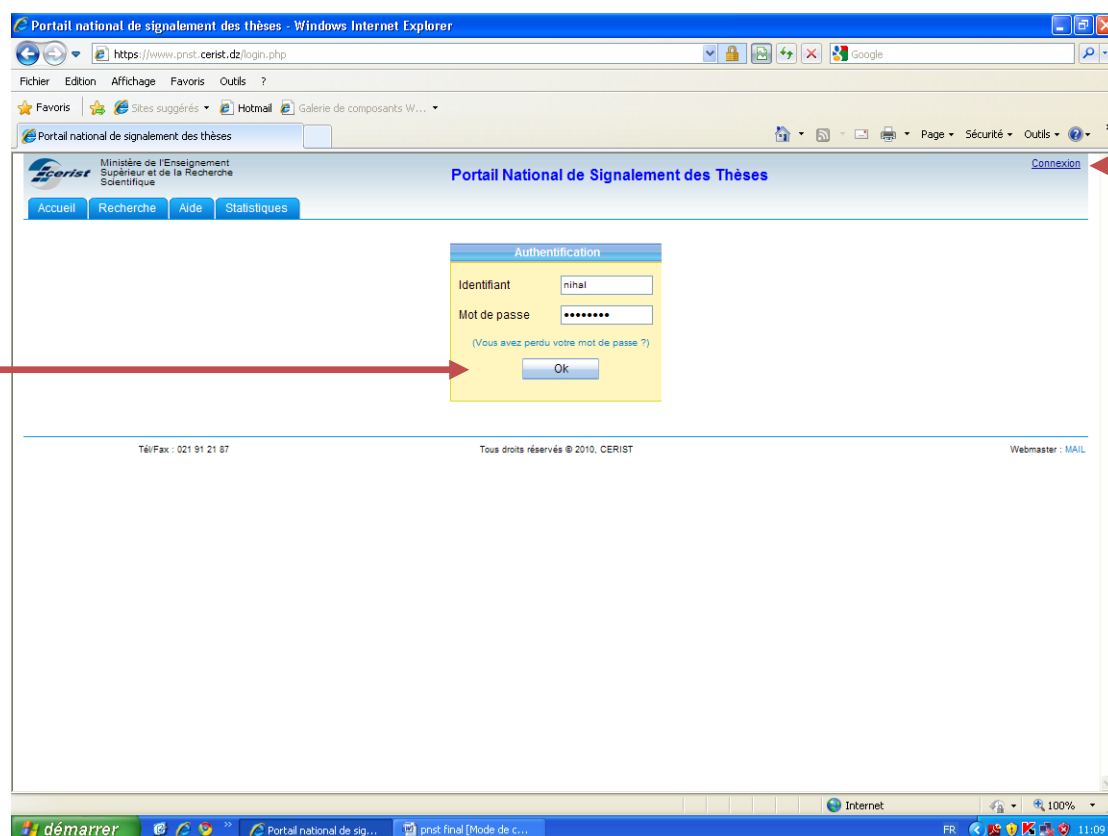 Portail national de signalement des thèses - Windows Internet Explorer
https://www.pnst.cerist.dz/login.php
Google
Fichier Edition Affichage Favoris Outils ?
Favoris Sites suggérés Hotmail Galerie de composants W...
Portail national de signalement des thèses
Page Sécurité Outils
Connexion
cerist
Ministère de l'Enseignement
Supérieur et de la Recherche
Scientifique
Portail National de Signalement des Thèses
Accueil Recherche Aide Statistiques
Authentification
Identifiant nihal
Mot de passe ••••••••
(Vous avez perdu votre mot de passe ?)
Ok
Tél/Fax : 021 91 21 87 Tous droits réservés © 2010, CERIST Webmaster : MAIL
Internet 100%
démarrer Portail national de sig... pnst final [Mode de c... FR 11:09